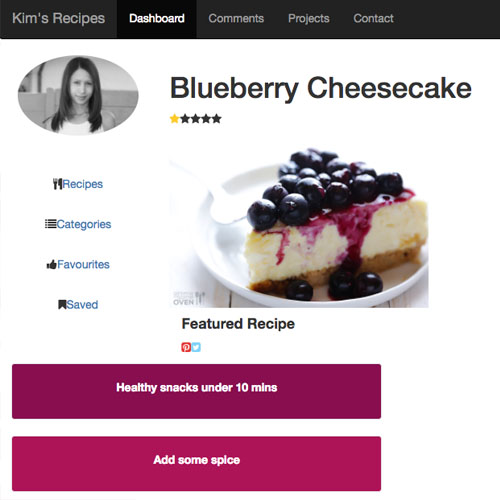 Kim's Recipes Dashboard Comments Projects Contact
Blueberry Cheesecake
Recipes
Categories
Favourites
Saved
OVEN
Featured Recipe
Healthy snacks under 10 mins
Add some spice